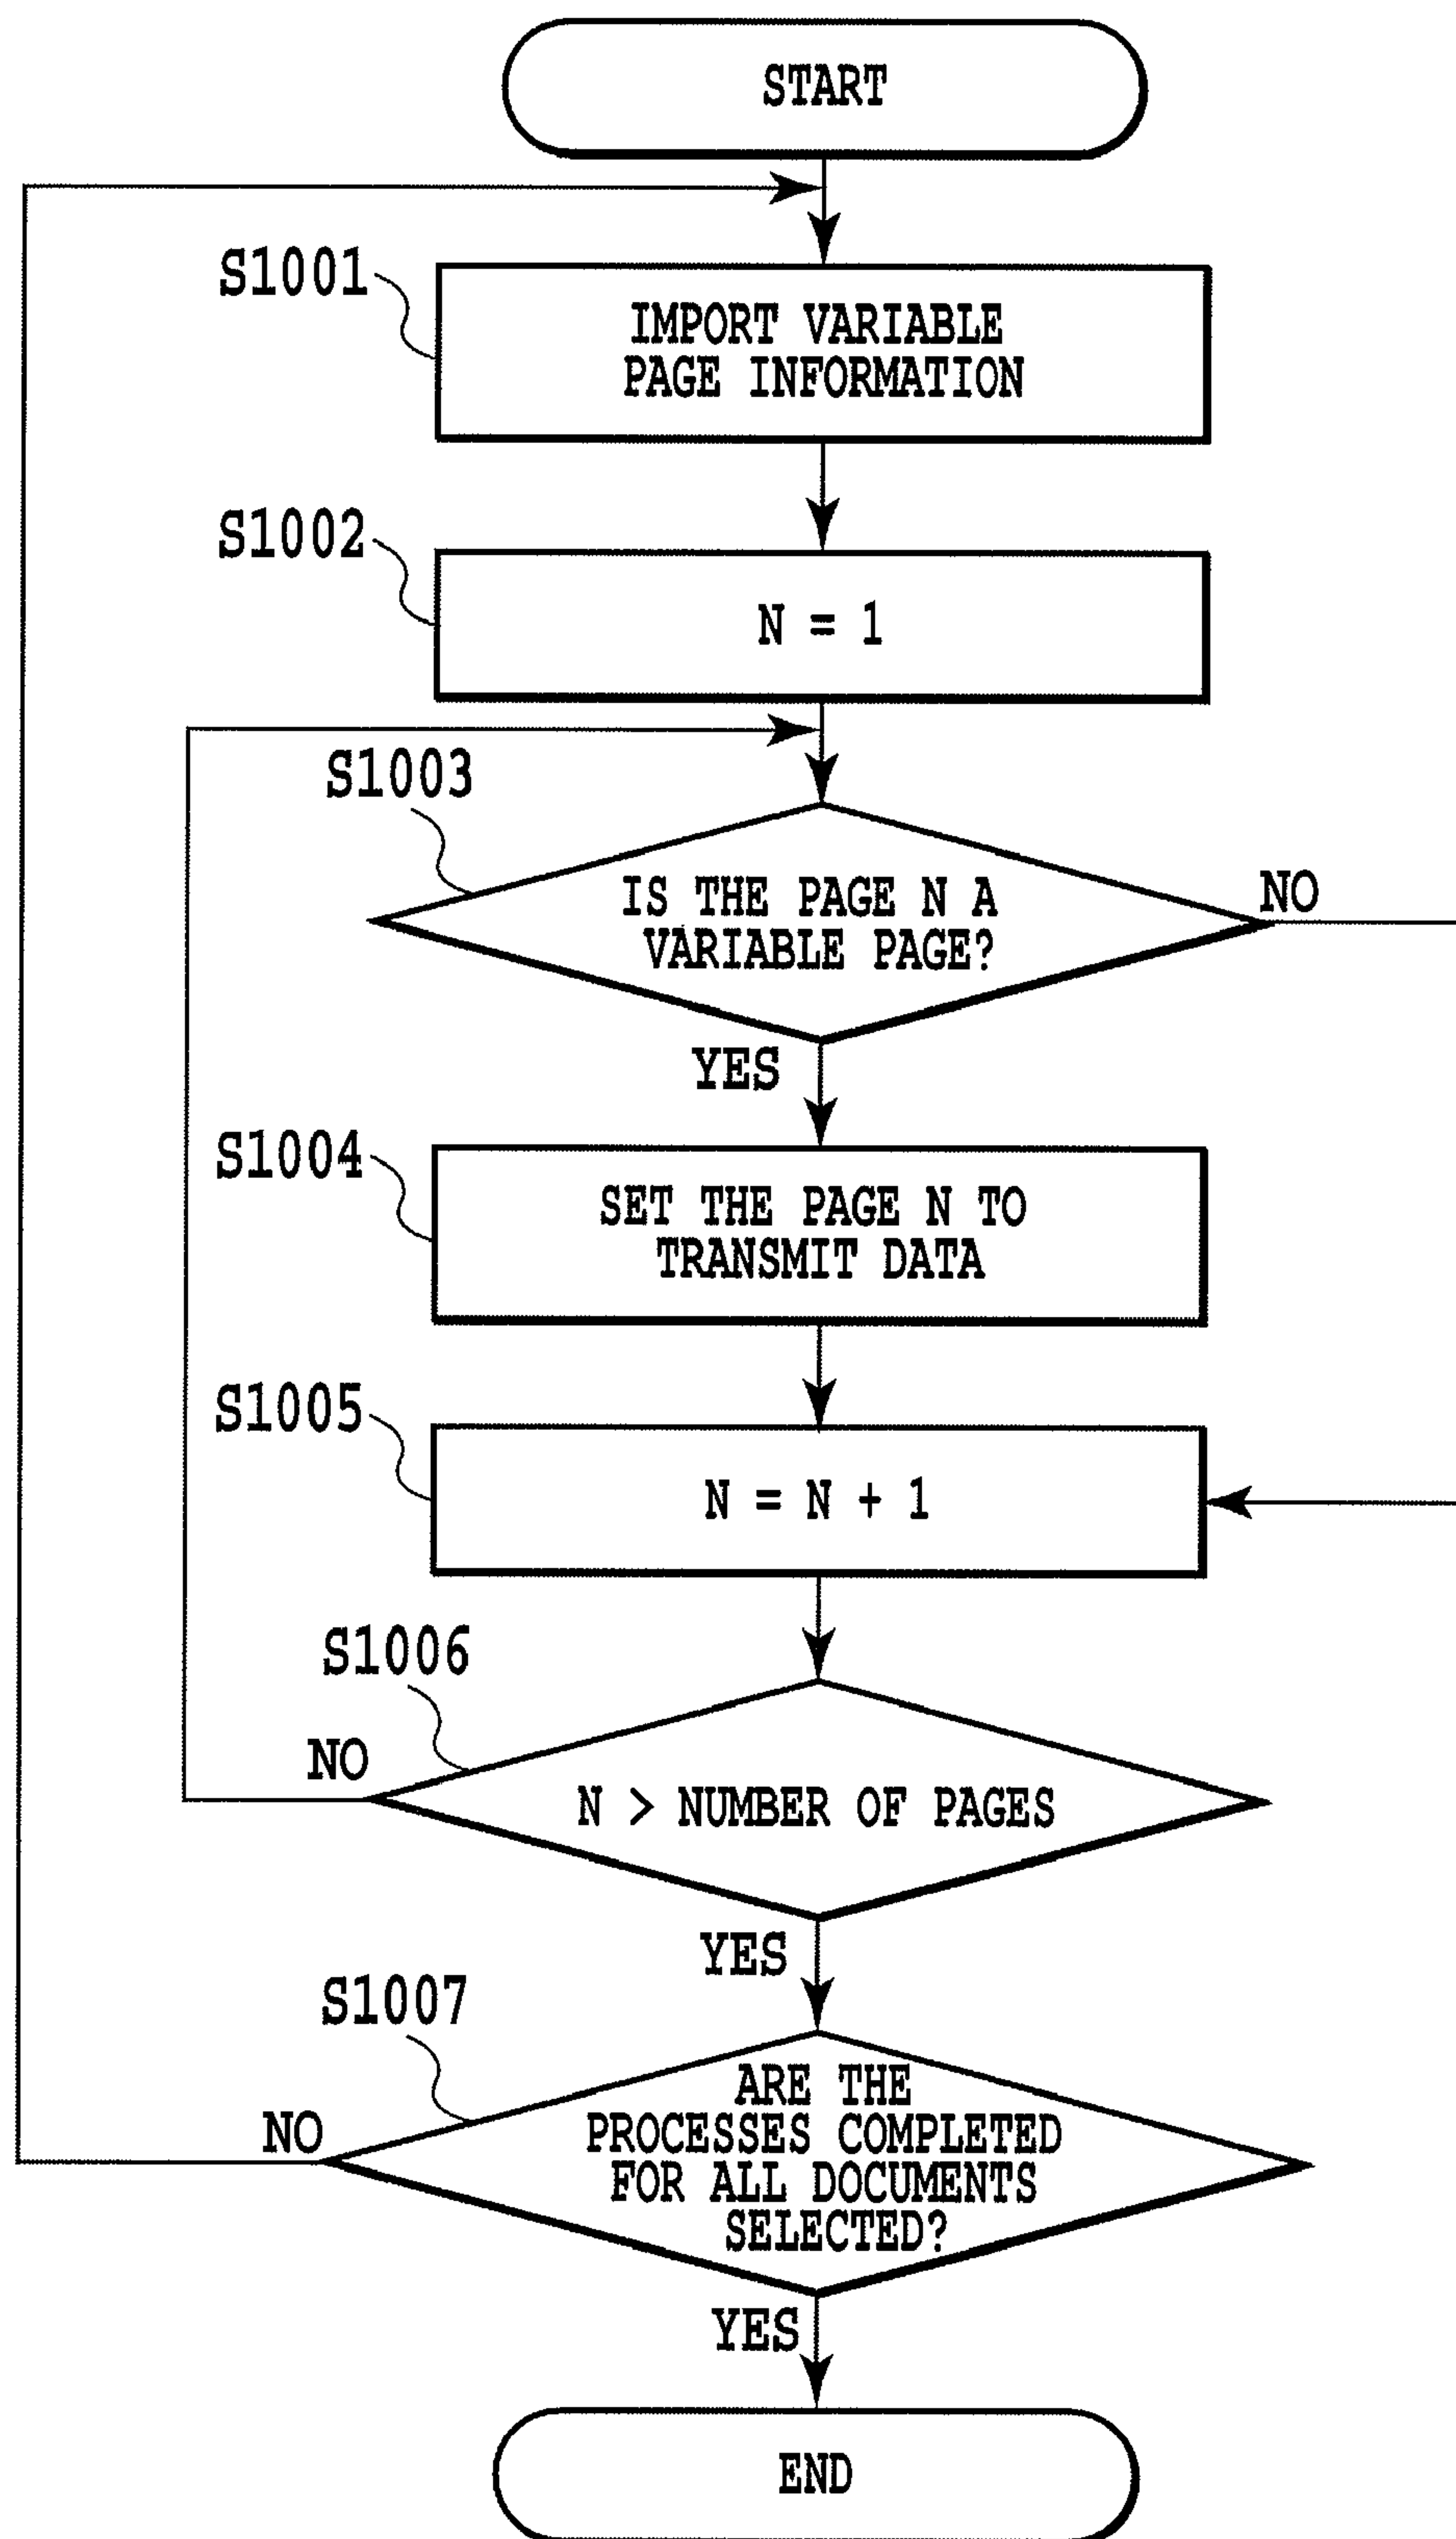 START
S1001
IMPORT VARIABLE
PAGE INFORMATION
S1002
N = 1
S1003
IS THE PAGE N A
VARIABLE PAGE?
NO
YES
S1004
SET THE PAGE N TO
TRANSMIT DATA
S1005
N = N + 1
S1006
NO
N > NUMBER OF PAGES
YES
S1007
NO
ARE THE
PROCESSES COMPLETED
FOR ALL DOCUMENTS
SELECTED?
YES
END